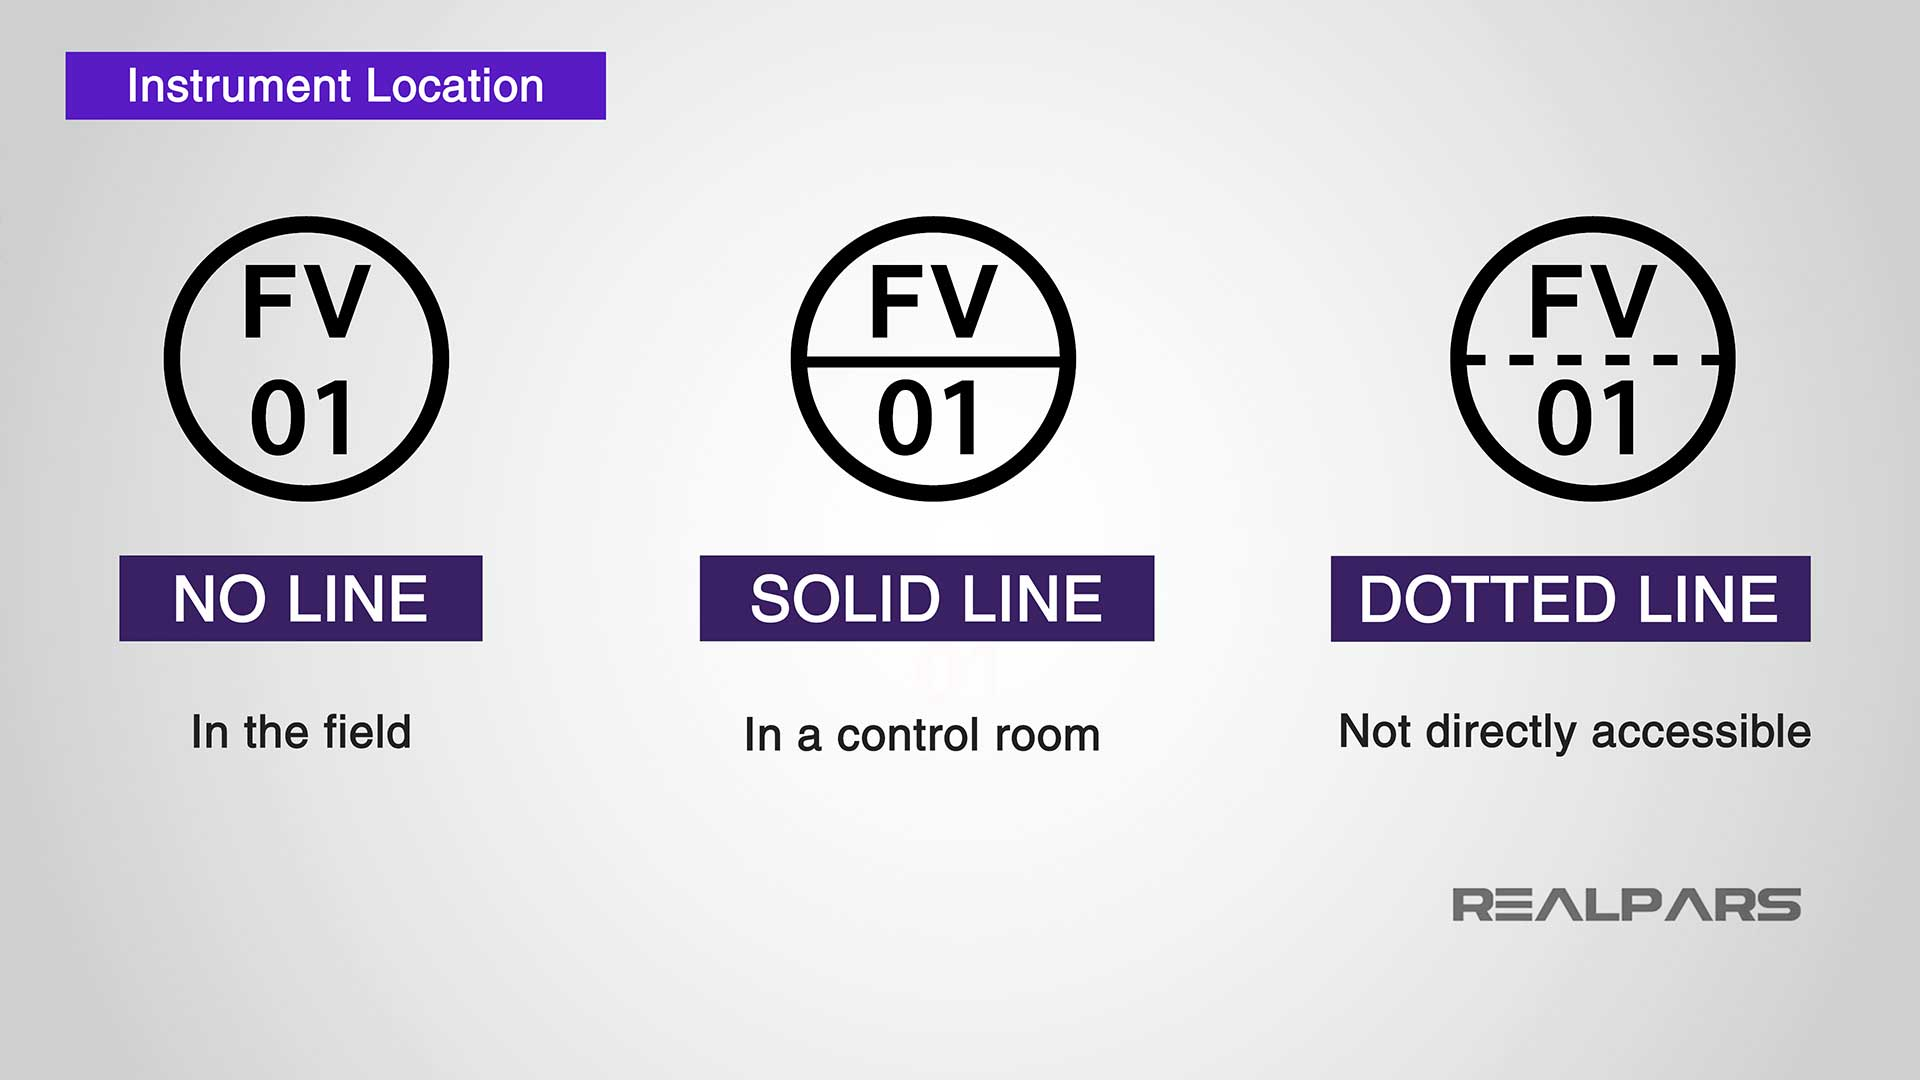 Instrument Location
FV
01
FV
01
FV
01
NO LINE
SOLID LINE
DOTTED LINE
In the field
In a control room
Not directly accessible
REALPARS